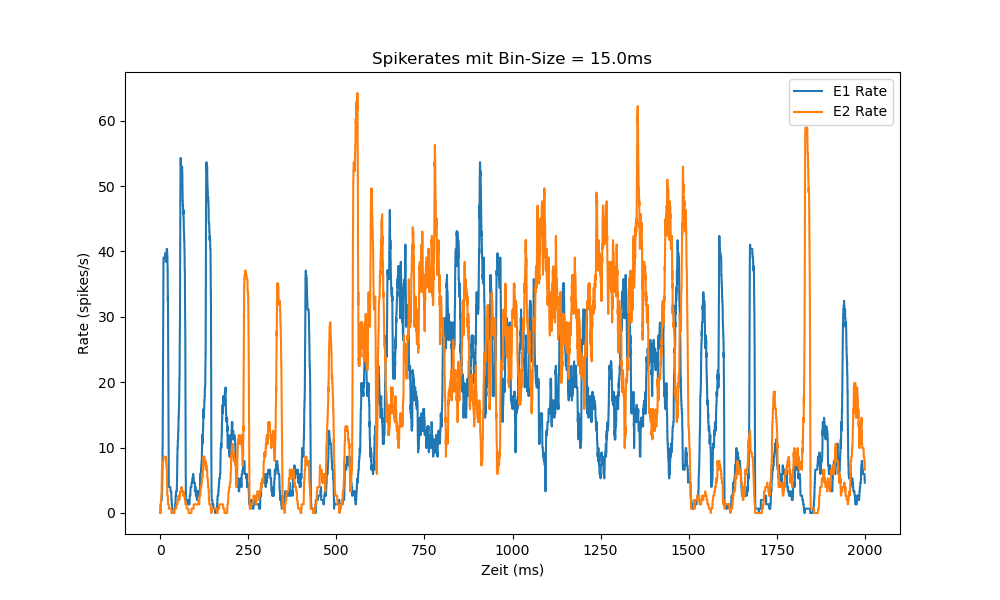 Spikerates mit Bin-Size = 15.0ms
E1 Rate
E2 Rate
Rate (spikes/s)
60
50
40
30
20
10
0
0 250 500 750 1000 1250 1500 1750 2000
Zeit (ms)